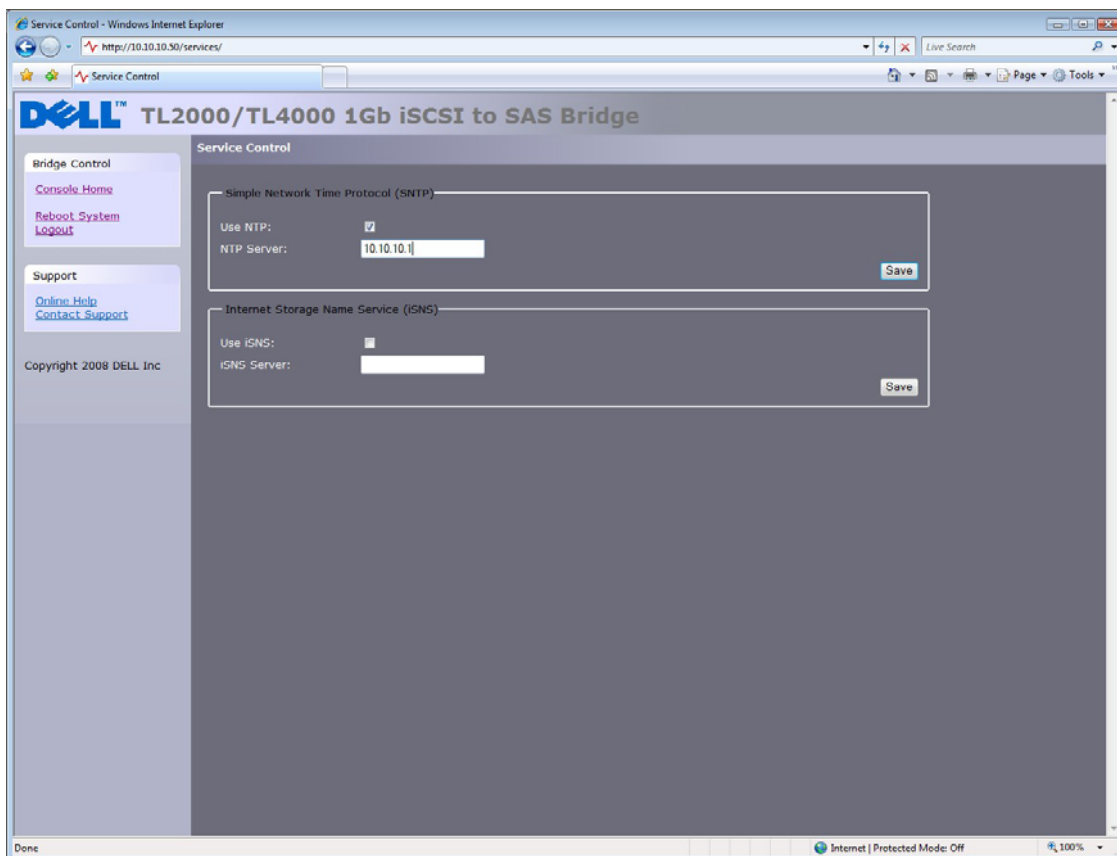 Service Control - Windows Internet Explorer
http://10.10.10.50/services/
Live Search
Service Control
Page
Tools
DELL™ TL2000/TL4000 1Gb iSCSI to SAS Bridge
Service Control
Bridge Control
Console Home
Reboot System
Logout
Support
Online Help
Contact Support
Copyright 2008 DELL Inc
Simple Network Time Protocol (SNTP)
Use NTP:
NTP Server: 10.10.10.1
Save
Internet Storage Name Service (iSNS)
Use iSNS:
iSNS Server:
Save
Done
Internet | Protected Mode: Off
100%